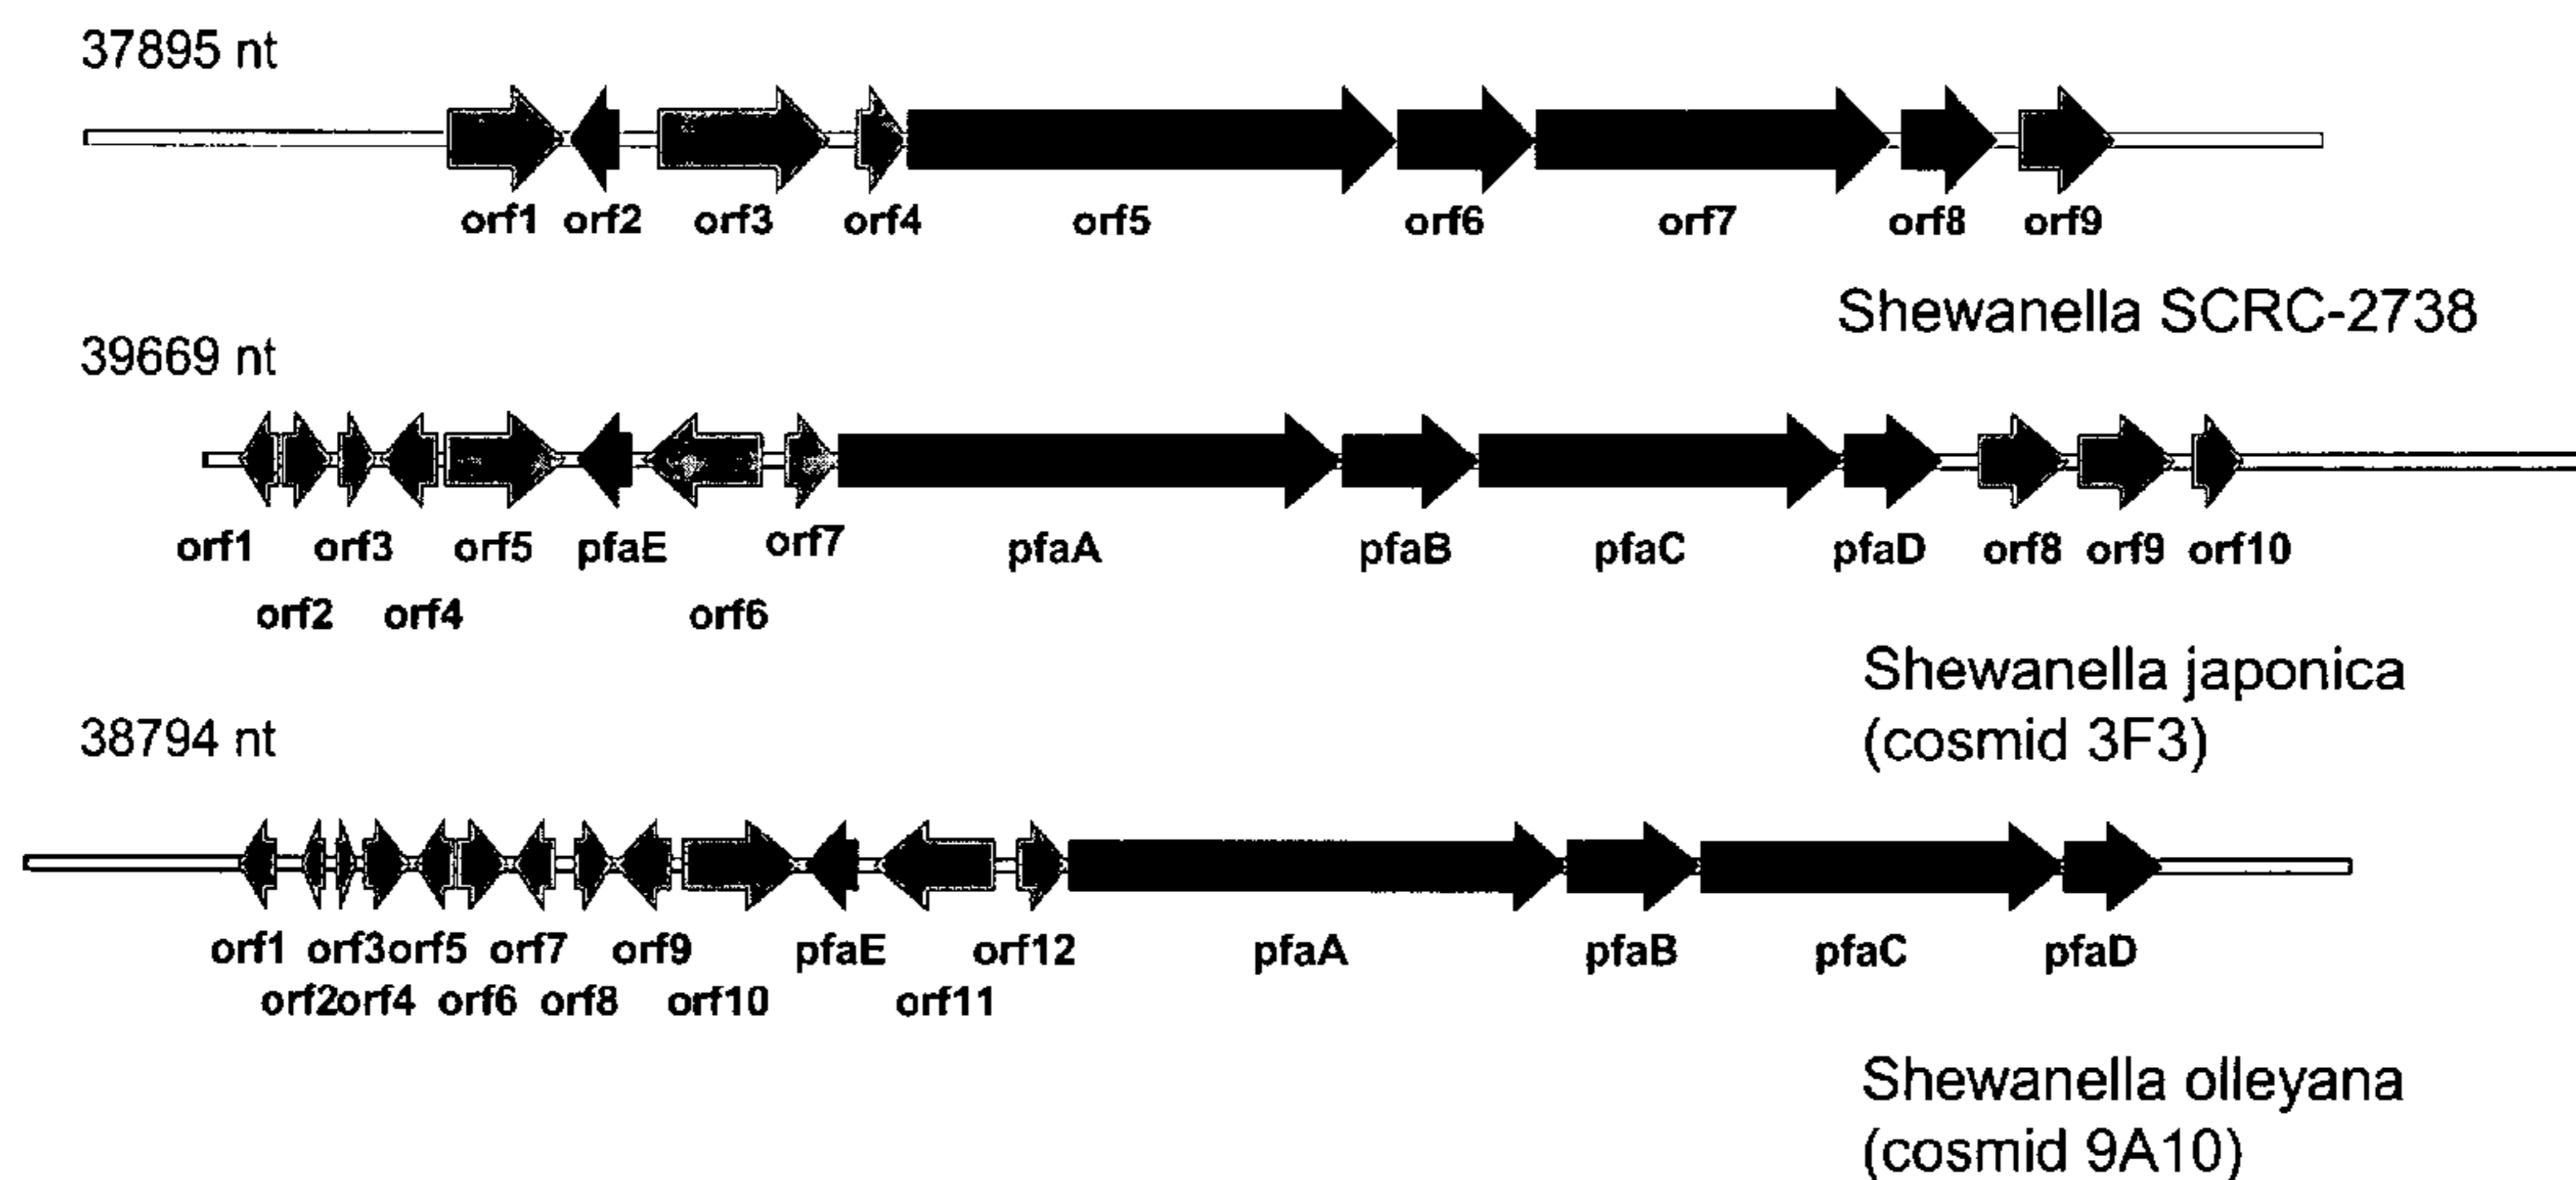 37895 nt
orf1 orf2 orf3 orf4 orf5 orf6 orf7 orf8 orf9
Shewanella SCRC-2738
39669 nt
orf1 orf3 orf5 pfaE orf7 pfaA pfaB pfaC pfaD orf8 orf9 orf10
orf2 orf4 orf6
Shewanella japonica
(cosmid 3F3)
38794 nt
orf1 orf3orf5 orf7 orf9 pfaE orf12 pfaA pfaB pfaC pfaD
orf2orf4 orf6 orf8 orf10 orf11
Shewanella olleyana
(cosmid 9A10)